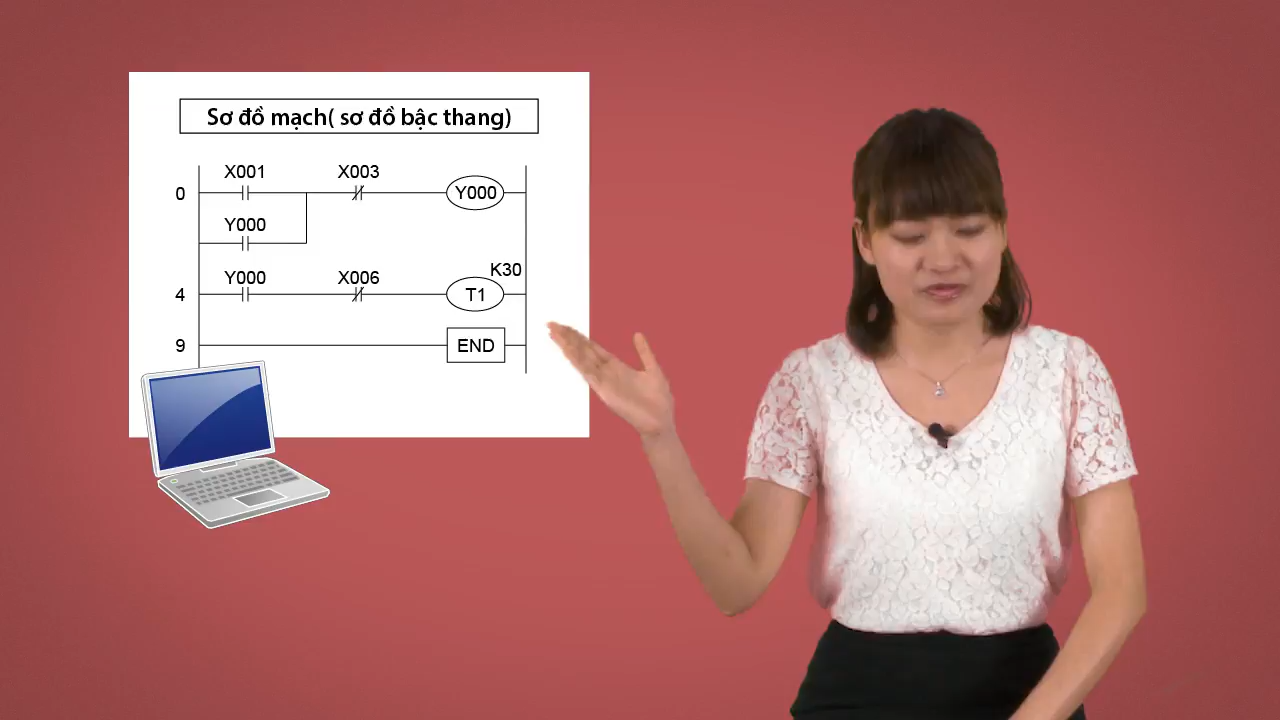 Sơ đồ mạch( sơ đồ bậc thang)
X001 X003
0 Y000
Y000
K30
Y000 X006
4 T1
9 END